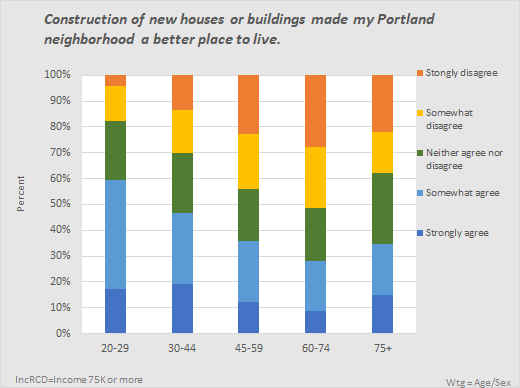 Construction of new houses or buildings made my Portland
neighborhood a better place to live.
100%
90%
80%
70%
60%
50%
40%
30%
20%
10%
0%
Percent
20-29
30-44
45-59
60-74
75+
Stongly disagree
Somewhat
disagree
Neither agree nor
disagree
Somewhat agree
Strongly agree
IncRCD=Income 75K or more
Wtg = Age/Sex